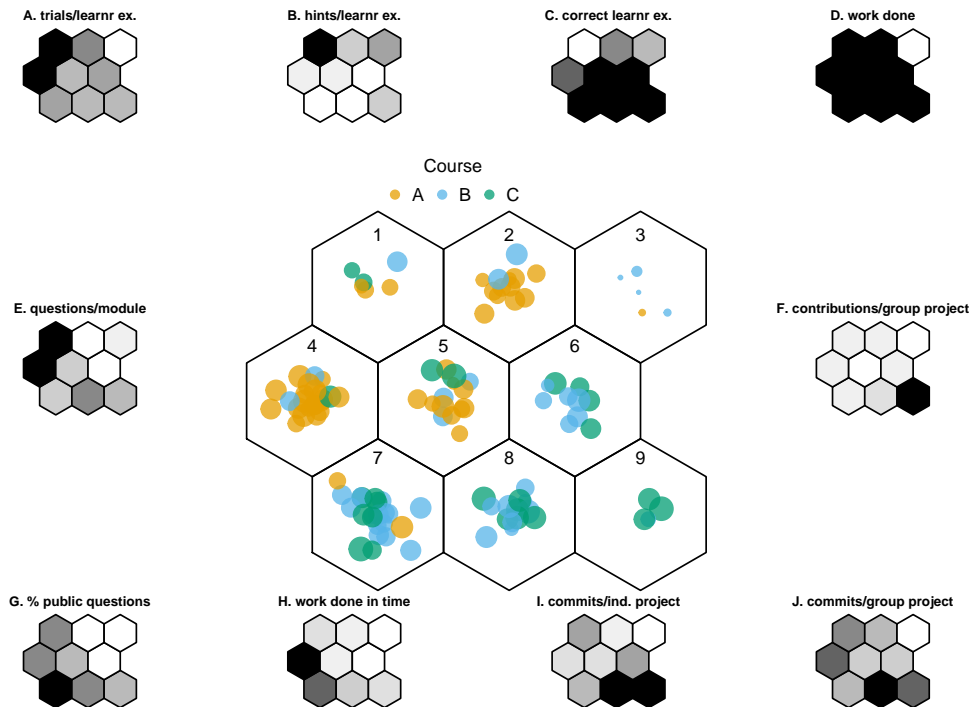 A. trials/learnr ex.
B. hints/learnr ex.
C. correct learnr ex.
D. work done
Course
A B C
1 2 3
E. questions/module
F. contributions/group project
4 5 6
7 8 9
G. % public questions
H. work done in time
I. commits/ind. project
J. commits/group project